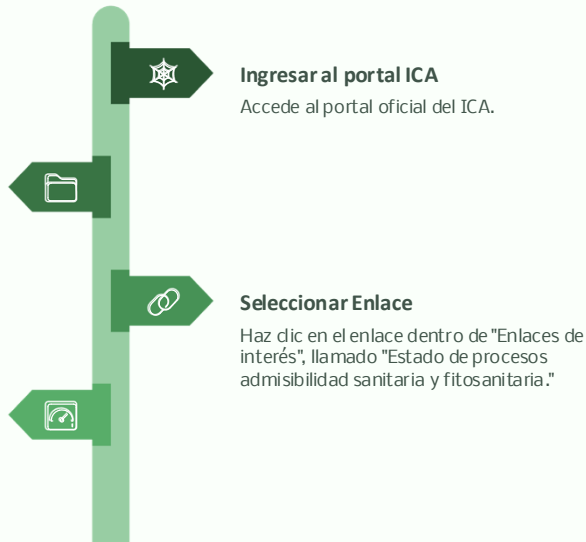 Ingresar al portal ICA
Accede al portal oficial del ICA.
Seleccionar Enlace
Haz clic en el enlace dentro de "Enlaces de
interés", llamado "Estado de procesos
admisibilidad sanitaria y fitosanitaria."